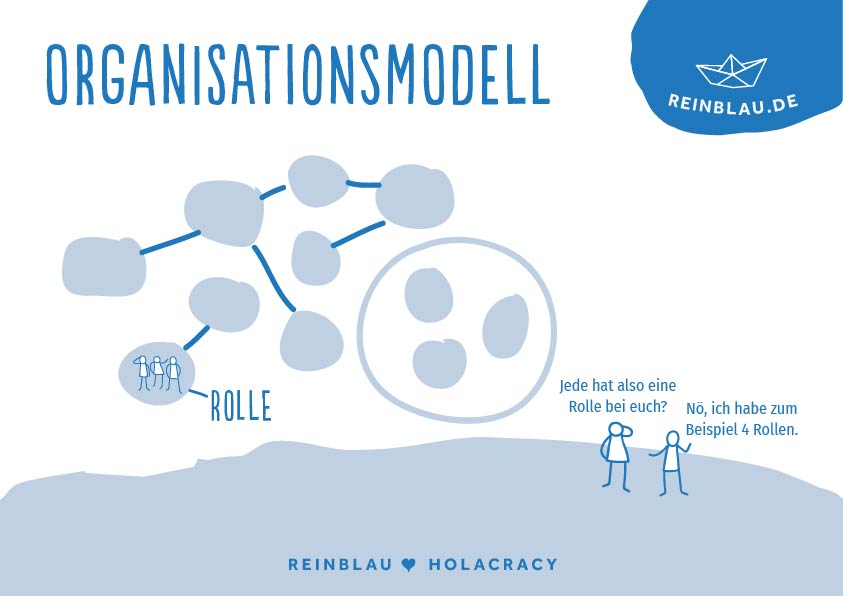 ORGANISATIONSMODELL
REINBLAU.DE
ROLLE
Jede hat also eine
Rolle bei euch?
Nö, ich habe zum
Beispiel 4 Rollen.
REINBLAU ♥ HOLACRACY